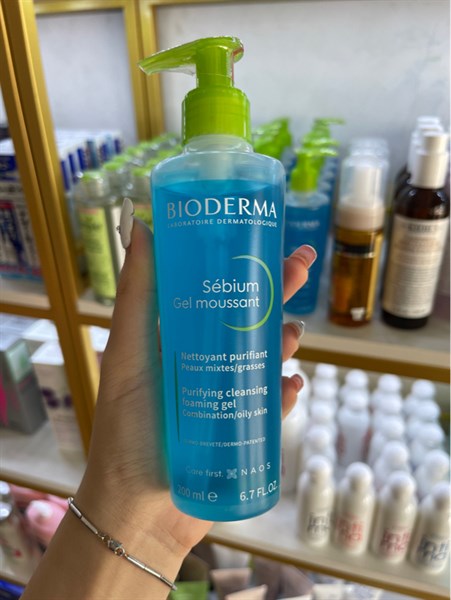 BIODERMA
LABORATOIRE DERMATOLOGIQUE
Sébium
Gel moussant
Nettoyant purifiant
Peaux mixtes/grasses
Purifying cleansing
foaming gel
Combination/oily skin
Care first. NAOS
200 ml ℮ 6.7 FL.OZ.